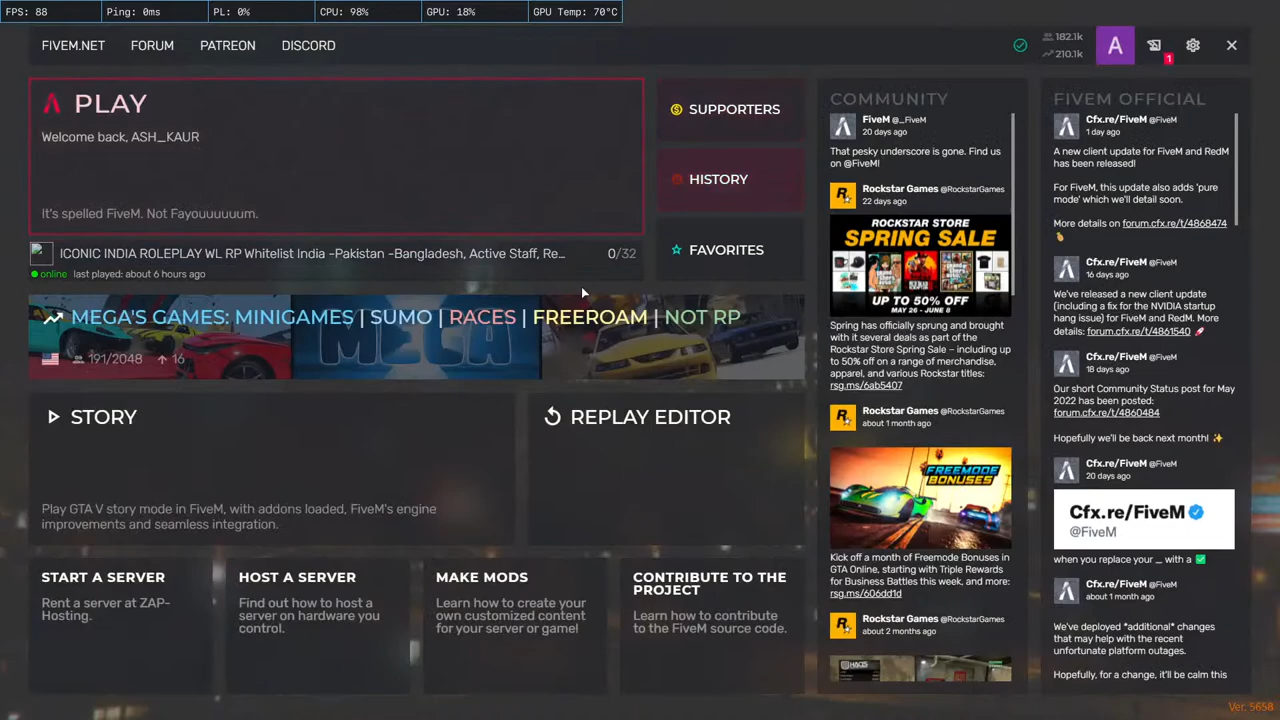 FPS: 88
Ping: 0ms
PL: 0%
CPU: 98%
GPU: 18%
GPU Temp: 70°C
FIVEM.NET
FORUM
PATREON
DISCORD
182.1k
210.1k
A
1
PLAY
Welcome back, ASH_KAUR
It's spelled FiveM. Not Fayouuuuuum.
ICONIC INDIA ROLEPLAY WL RP Whitelist India -Pakistan -Bangladesh, Active Staff, Re...
0/32
online
last played: about 6 hours ago
SUPPORTERS
HISTORY
FAVORITES
MEGA'S GAMES: MINIGAMES | SUMO | RACES | FREEROAM | NOT RP
MEGA
191/2048
16
STORY
Play GTA V story mode in FiveM, with addons loaded, FiveM's engine
improvements and seamless integration.
REPLAY EDITOR
START A SERVER
Rent a server at ZAP-
Hosting.
HOST A SERVER
Find out how to host a
server on hardware you
control.
MAKE MODS
Learn how to create your
own customized content
for your server or game!
CONTRIBUTE TO THE
PROJECT
Learn how to contribute
to the FiveM source code.
COMMUNITY
FiveM @_FiveM
20 days ago
That pesky underscore is gone. Find us
on @FiveM!
Rockstar Games @RockstarGames
22 days ago
ROCKSTAR STORE
SPRING SALE
UP TO 50% OFF
MAY 26 - JUNE 8
Spring has officially sprung and brought
with it several deals as part of the
Rockstar Store Spring Sale – including up
to 50% off on a range of merchandise,
apparel, and various Rockstar titles:
rsg.ms/6ab5407
Rockstar Games @RockstarGames
about 1 month ago
FREEMODE
BONUSES
Kick off a month of Freemode Bonuses in
GTA Online, starting with Triple Rewards
for Business Battles this week, and more:
rsg.ms/606dd1d
Rockstar Games @RockstarGames
about 2 months ago
FIVEM OFFICIAL
Cfx.re/FiveM @FiveM
1 day ago
A new client update for FiveM and RedM
has been released!
For FiveM, this update also adds 'pure
mode' which we'll detail soon.
More details on forum.cfx.re/t/4868474
Cfx.re/FiveM @FiveM
16 days ago
We've released a new client update
(including a fix for the NVIDIA startup
hang issue) for FiveM and RedM. More
details: forum.cfx.re/t/4861540 🚀
Cfx.re/FiveM @FiveM
18 days ago
Our short Community Status post for May
2022 has been posted:
forum.cfx.re/t/4860484
Hopefully we'll be back next month! ✨
Cfx.re/FiveM @FiveM
20 days ago
Cfx.re/FiveM
@FiveM
when you replace your _ with a ✅
Cfx.re/FiveM @FiveM
about 1 month ago
We've deployed *additional* changes
that may help with the recent
unfortunate platform outages.
Hopefully, for a change, it'll be calm this
Ver. 5658